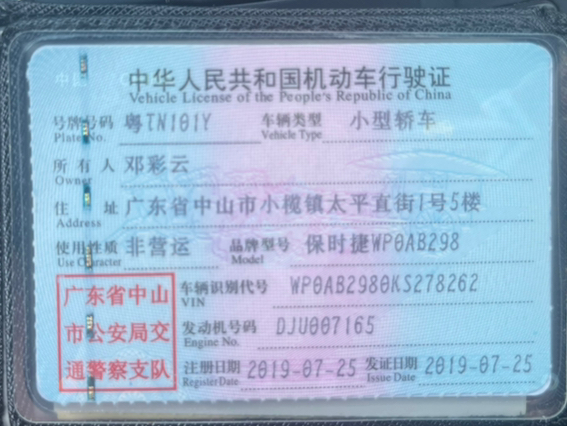 中华人民共和国机动车行驶证
Vehicle License of the People's Republic of China
号牌号码 粤TN101Y 车辆类型 小型轿车
Plate No. Vehicle Type
所有人 邓彩云
Owner
住址 广东省中山市小榄镇太平直街1号5楼
Address
使用性质 非营运 品牌型号 保时捷WP0AB298
Use Character Model
广东省中山
市公安局交
通警察支队
车辆识别代号 WP0AB2980KS278262
VIN
发动机号码 DJU007165
Engine No.
注册日期 2019-07-25 发证日期 2019-07-25
Register Date Issue Date